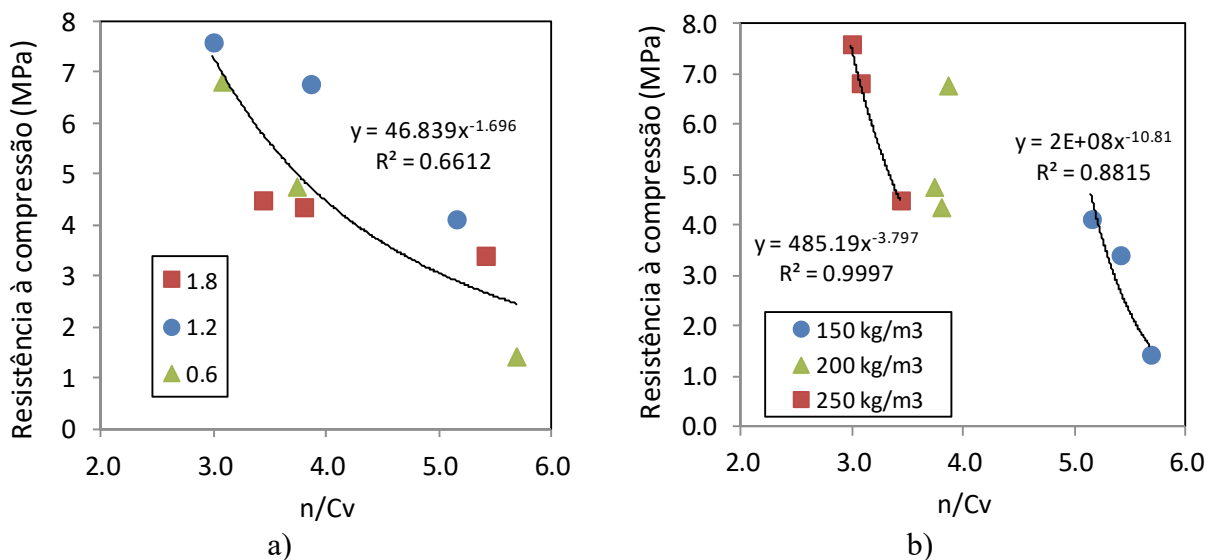 Resistência à compressão (MPa)
8
7
6
5
4
3
2
1
0
2.0 3.0 4.0 5.0 6.0
n/Cv
y = 46.839x^-1.696
R² = 0.6612
1.8
1.2
0.6
a)
Resistência à compressão (MPa)
8.0
7.0
6.0
5.0
4.0
3.0
2.0
1.0
0.0
2.0 3.0 4.0 5.0 6.0
n/Cv
y = 2E+08x^-10.81
R² = 0.8815
y = 485.19x^-3.797
R² = 0.9997
150 kg/m3
200 kg/m3
250 kg/m3
b)